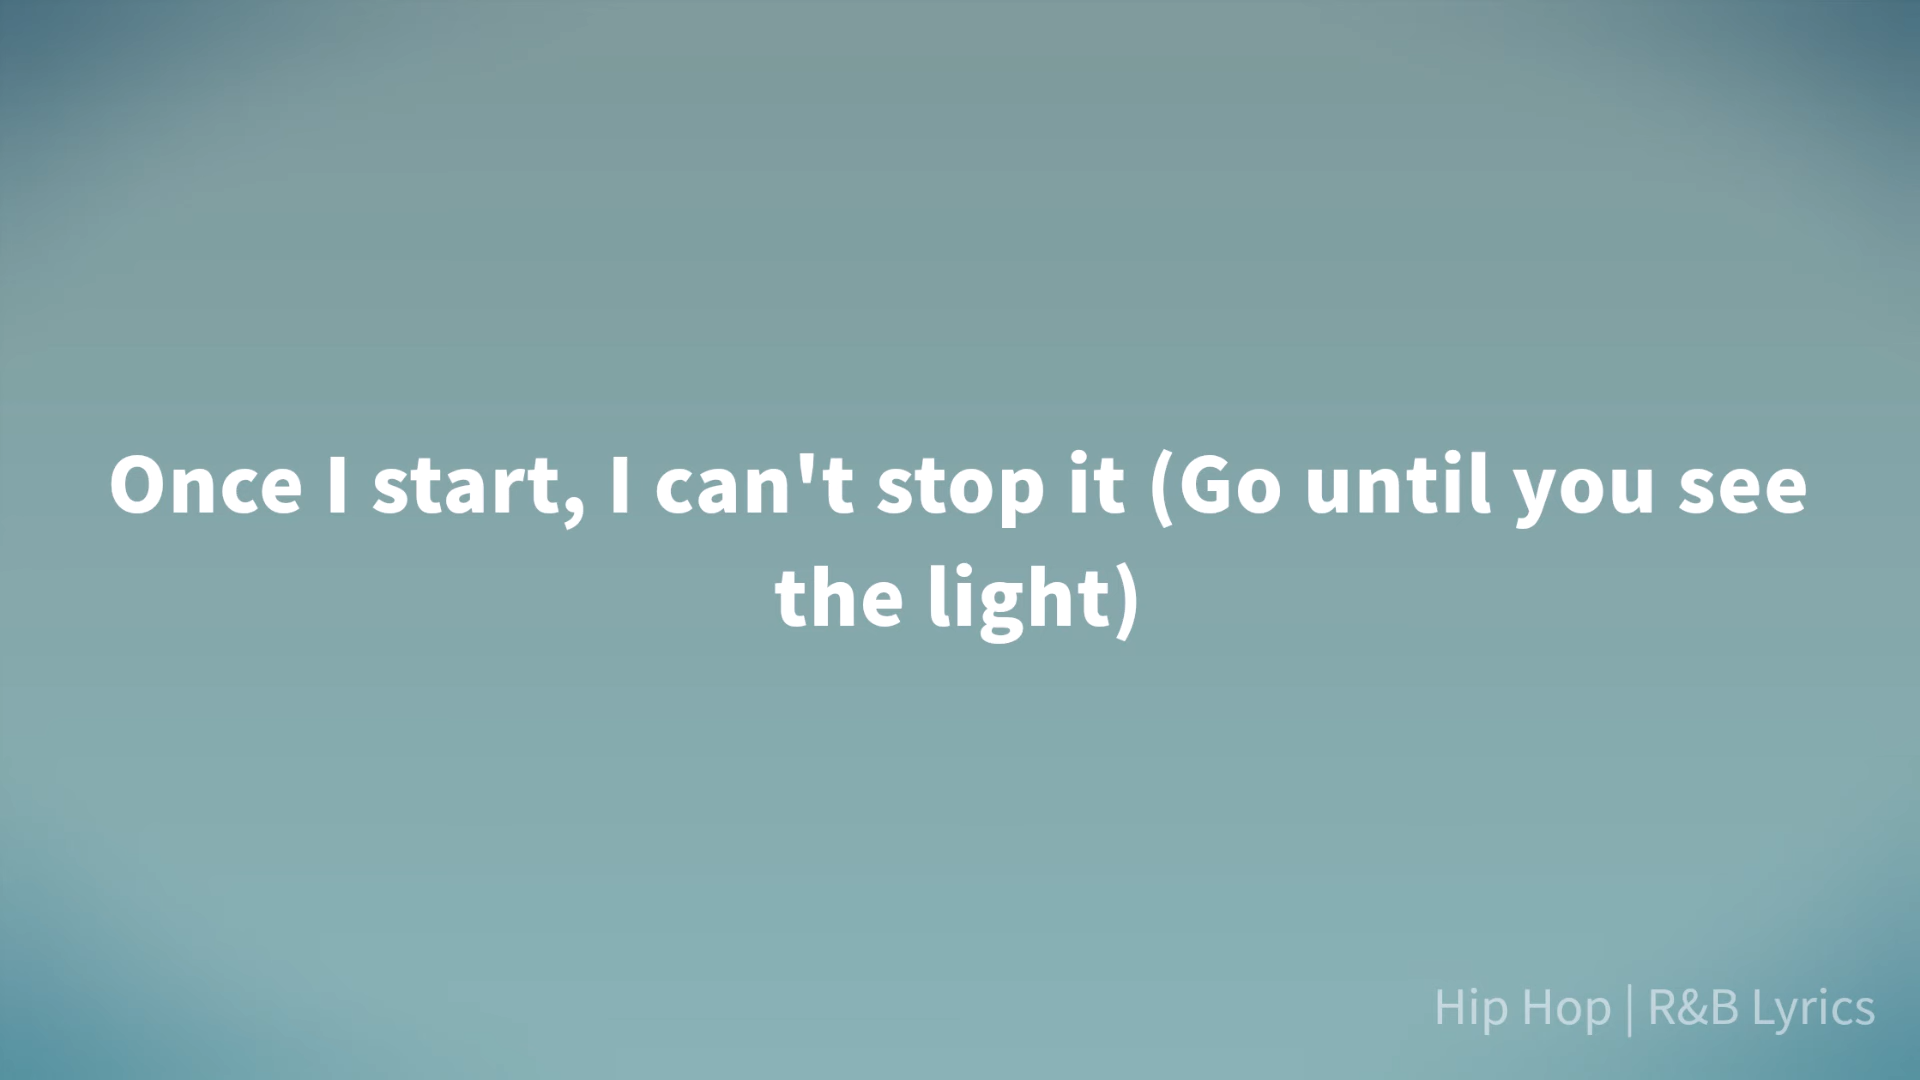 Once I start, I can't stop it (Go until you see
the light)
Hip Hop | R&B Lyrics